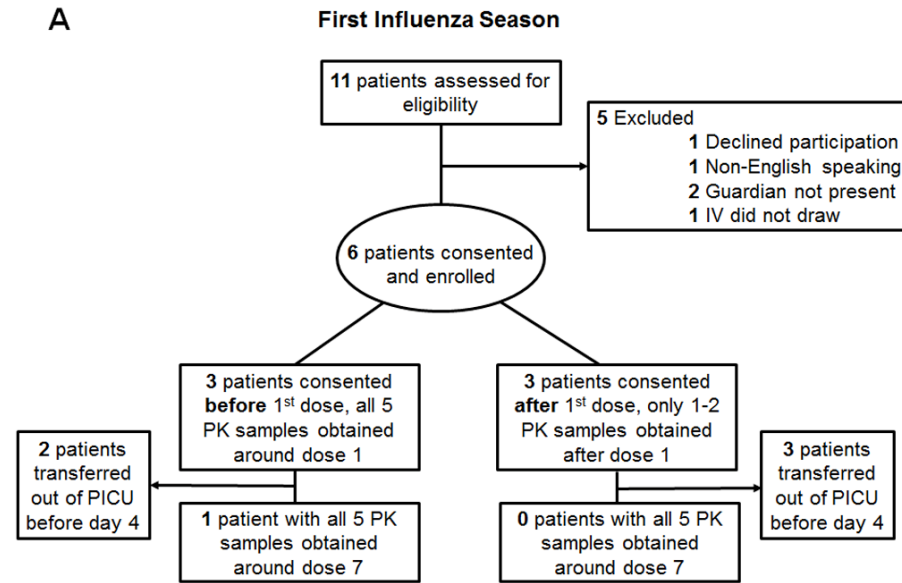 A
First Influenza Season
11 patients assessed for
eligibility
5 Excluded
1 Declined participation
1 Non-English speaking
2 Guardian not present
1 IV did not draw
6 patients consented
and enrolled
3 patients consented
before 1st dose, all 5
PK samples obtained
around dose 1
3 patients consented
after 1st dose, only 1-2
PK samples obtained
after dose 1
2 patients
transferred
out of PICU
before day 4
3 patients
transferred
out of PICU
before day 4
1 patient with all 5 PK
samples obtained
around dose 7
0 patients with all 5 PK
samples obtained
around dose 7